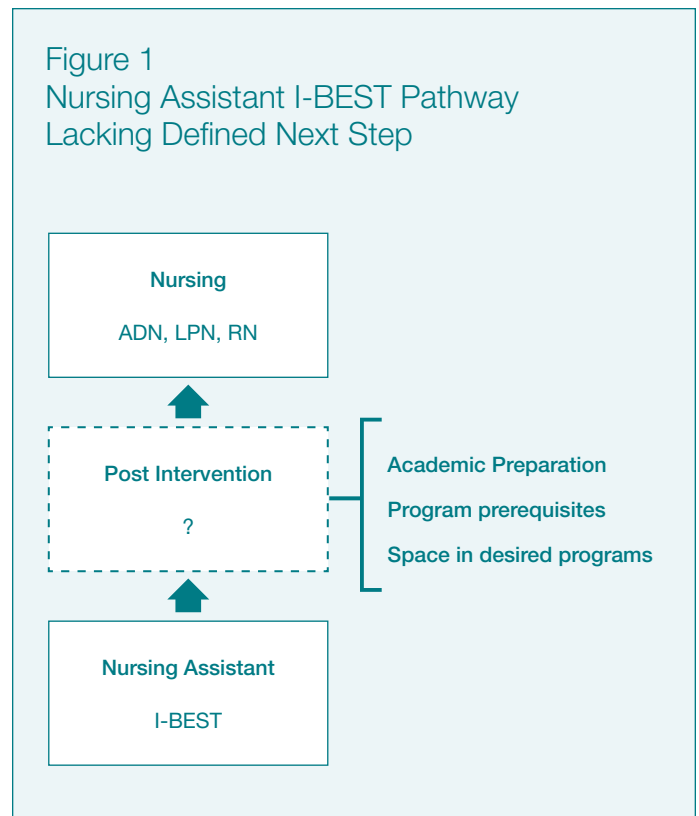 Figure 1
Nursing Assistant I-BEST Pathway
Lacking Defined Next Step
Nursing
ADN, LPN, RN
Post Intervention
?
Academic Preparation
Program prerequisites
Space in desired programs
Nursing Assistant
I-BEST